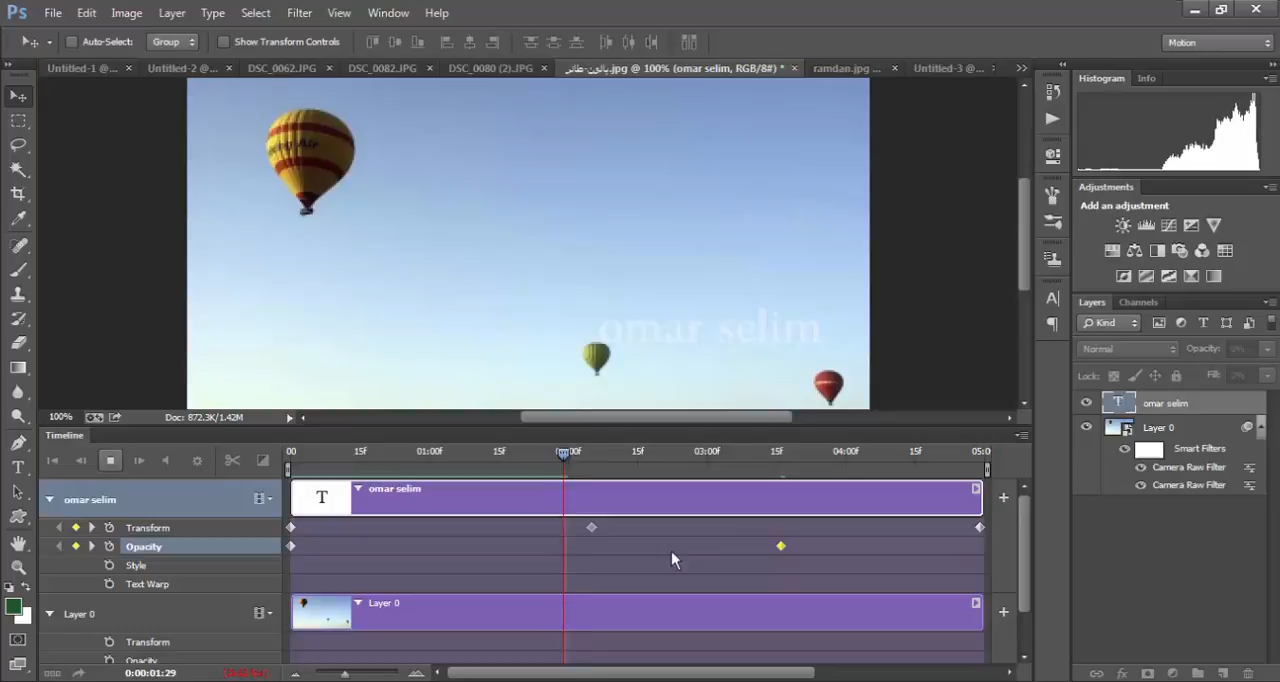 Ps File Edit Image Layer Type Select Filter View Window Help
Auto-Select: Group Show Transform Controls Motion
Untitled-1 @... × Untitled-2 @... × DSC_0062.JPG × DSC_0082.JPG × DSC_0080 (2).JPG × بالون-طائر.jpg @ 100% (omar selim, RGB/8#) * × ramdan.jpg ... × Untitled-3 @...
Histogram Info
Air
omar selim
Adjustments
Add an adjustment
Layers Channels
Kind
Normal Opacity:
Lock: Fill:
T omar selim
Layer 0
Smart Filters
Camera Raw Filter
Camera Raw Filter
100% Doc: 872.3K/1.42M
Timeline
00 15f 01:00f 15f 00f 15f 03:00f 15f 04:00f 15f 05:0
omar selim T omar selim
Transform
Opacity
Style
Text Warp
Layer 0 Layer 0
Transform
Opacity
0:00:01:29